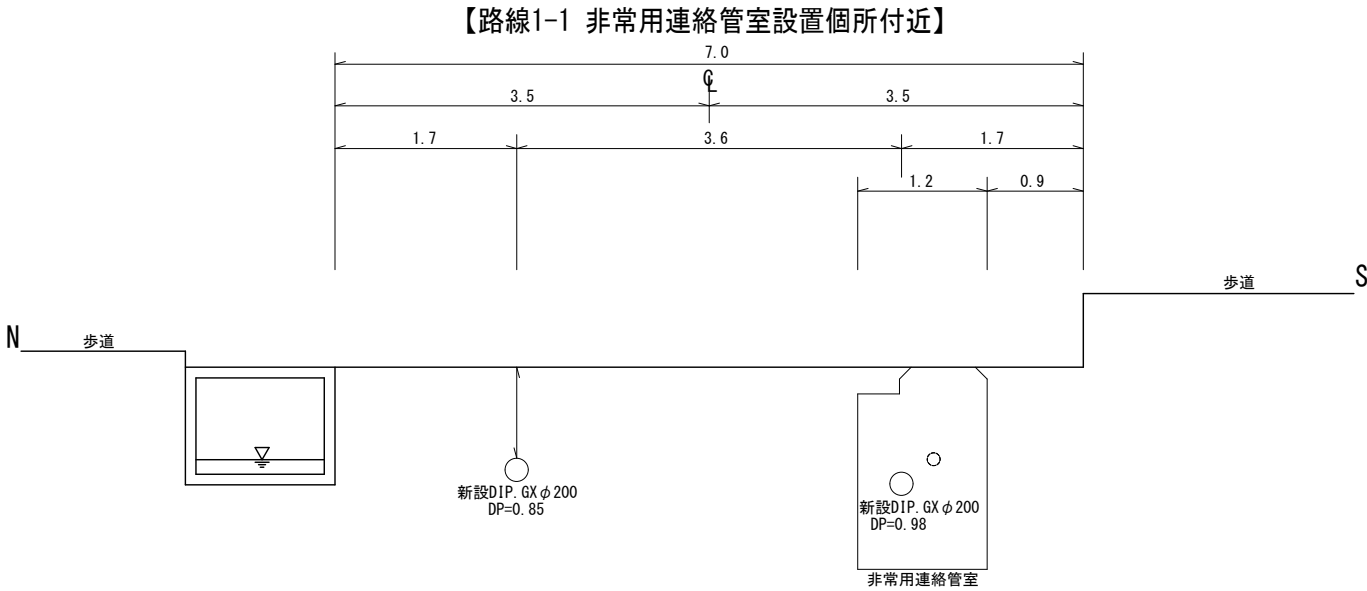 【路線1-1 非常用連絡管室設置個所付近】
7.0
℄
3.5
3.5
1.7
3.6
1.7
1.2
0.9
歩道
S
N
歩道
新設DIP.GXφ200
DP=0.85
新設DIP.GXφ200
DP=0.98
非常用連絡管室